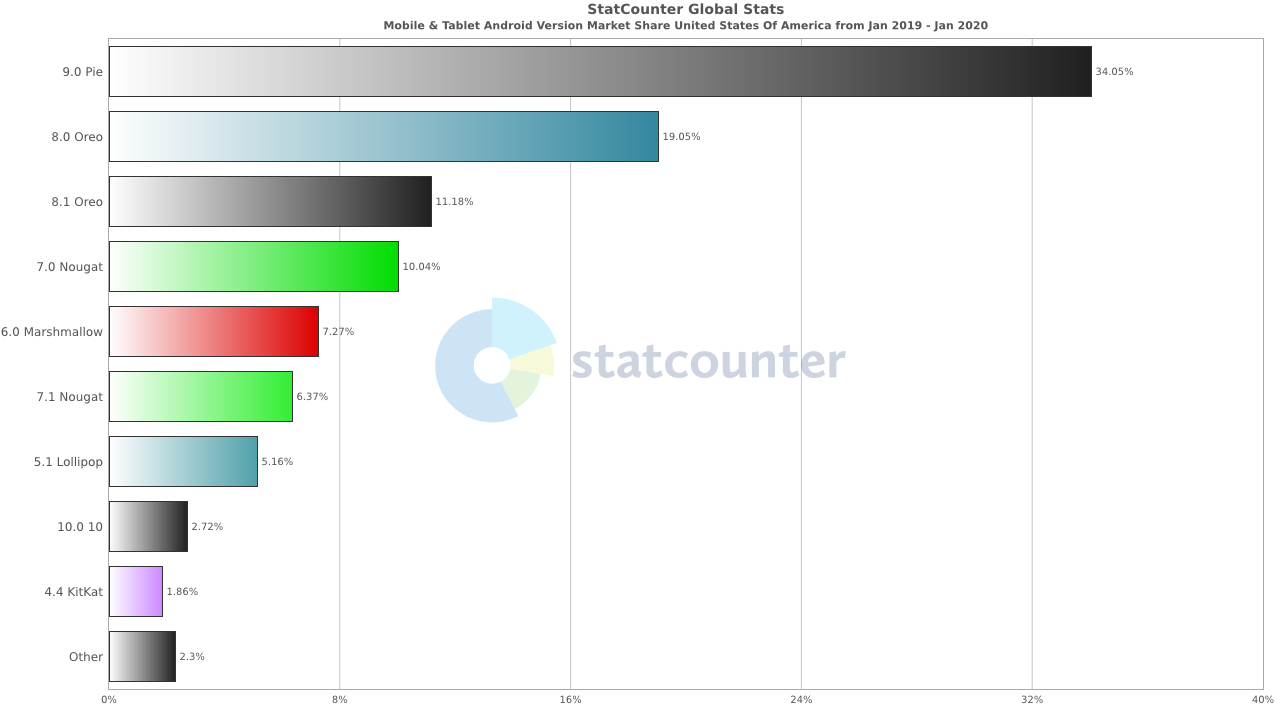 StatCounter Global Stats
Mobile & Tablet Android Version Market Share United States Of America from Jan 2019 - Jan 2020
9.0 Pie 34.05%
8.0 Oreo 19.05%
8.1 Oreo 11.18%
7.0 Nougat 10.04%
6.0 Marshmallow 7.27%
statcounter
7.1 Nougat 6.37%
5.1 Lollipop 5.16%
10.0 10 2.72%
4.4 KitKat 1.86%
Other 2.3%
0% 8% 16% 24% 32% 40%